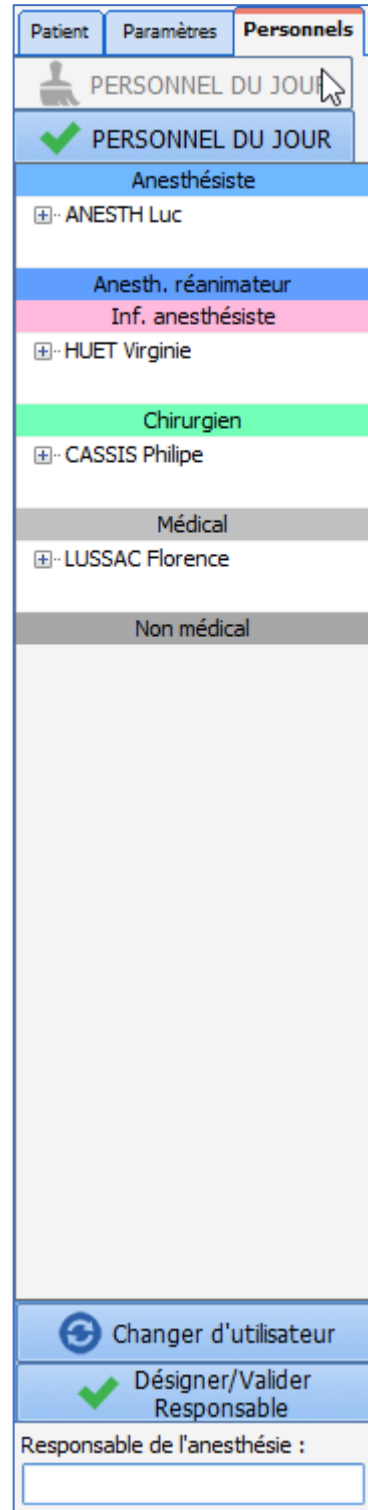 Patient Paramètres Personnels
PERSONNEL DU JOUR
PERSONNEL DU JOUR
Anesthésiste
ANESTH Luc
Anesth. réanimateur
Inf. anesthésiste
HUET Virginie
Chirurgien
CASSIS Philipe
Médical
LUSSAC Florence
Non médical
Changer d'utilisateur
Désigner/Valider
Responsable
Responsable de l'anesthésie :